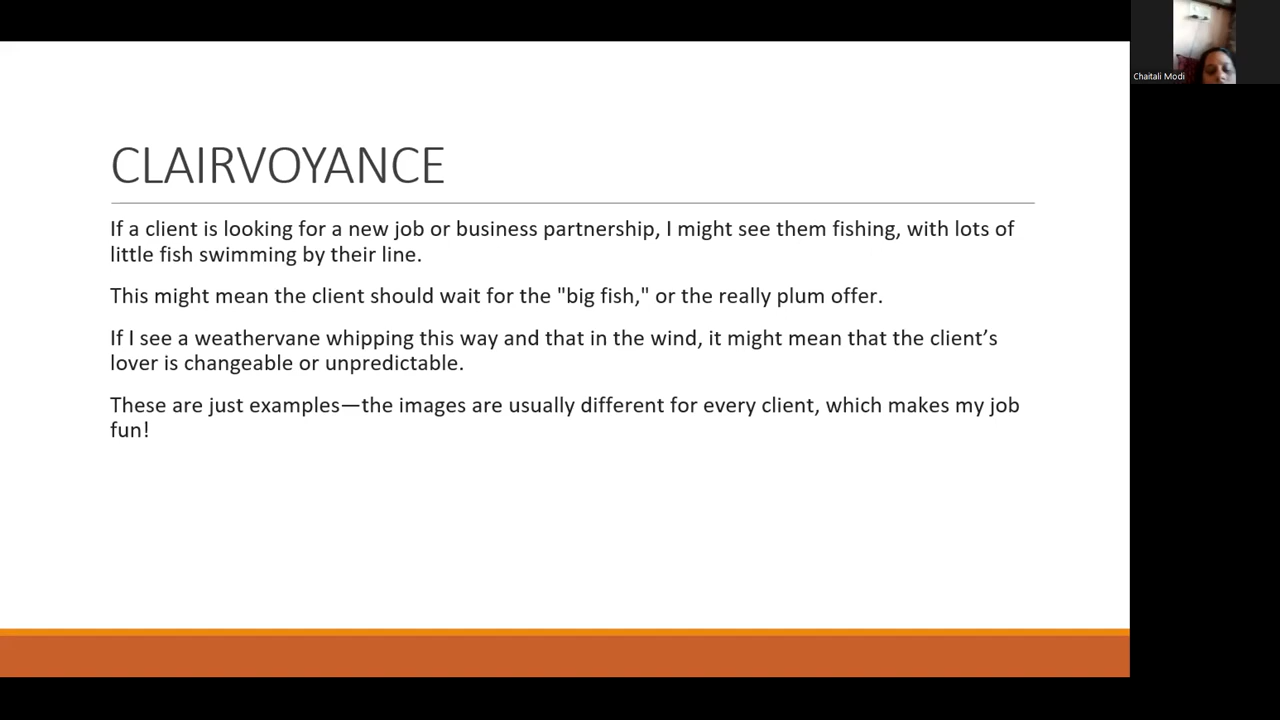 CLAIRVOYANCE
If a client is looking for a new job or business partnership, I might see them fishing, with lots of
little fish swimming by their line.
This might mean the client should wait for the "big fish," or the really plum offer.
If I see a weathervane whipping this way and that in the wind, it might mean that the client’s
lover is changeable or unpredictable.
These are just examples—the images are usually different for every client, which makes my job
fun!
Chaitali Modi